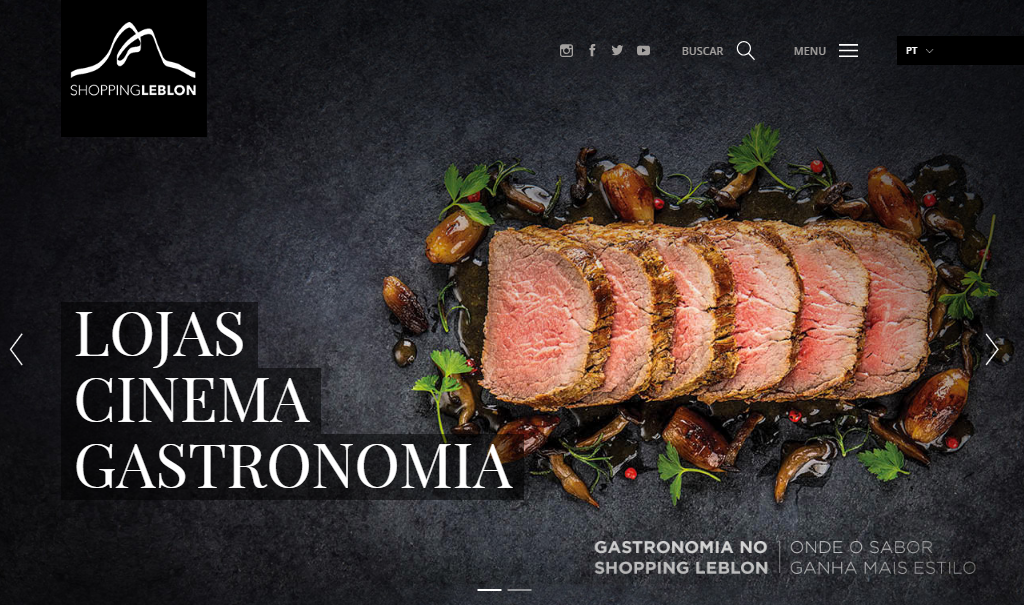 SHOPPINGLEBLON
BUSCAR
MENU
PT
LOJAS
CINEMA
GASTRONOMIA
GASTRONOMIA NO
SHOPPING LEBLON
ONDE O SABOR
GANHA MAIS ESTILO